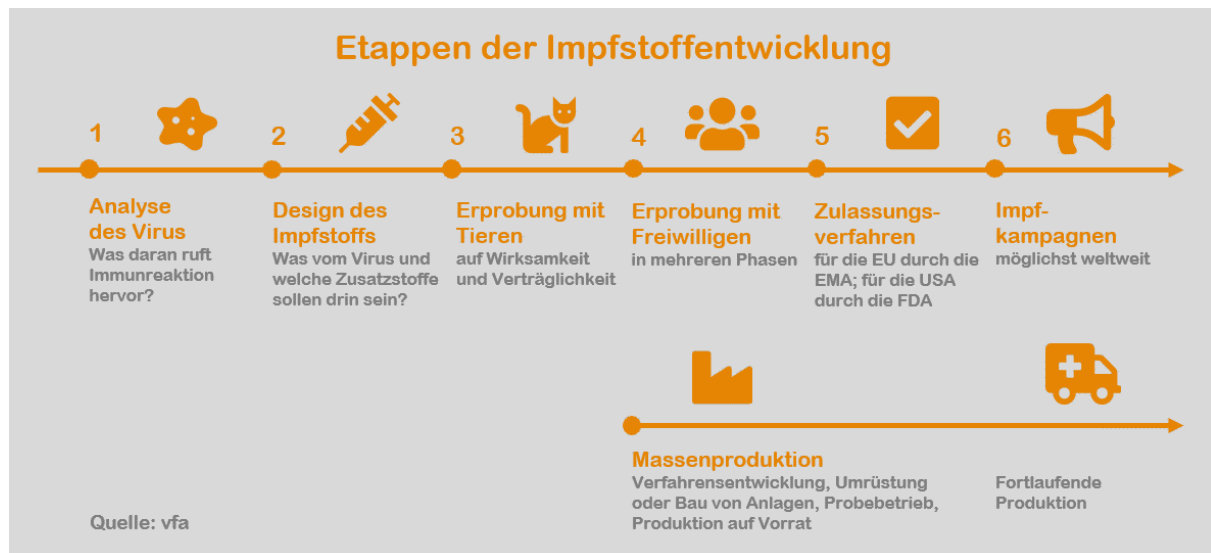 Etappen der Impfstoffentwicklung
1
2
3
4
5
6
Analyse
des Virus
Was daran ruft
Immunreaktion
hervor?
Design des
Impfstoffs
Was vom Virus und
welche Zusatzstoffe
sollen drin sein?
Erprobung mit
Tieren
auf Wirksamkeit
und Verträglichkeit
Erprobung mit
Freiwilligen
in mehreren Phasen
Zulassungs-
verfahren
für die EU durch die
EMA; für die USA
durch die FDA
Impf-
kampagnen
möglichst weltweit
Massenproduktion
Verfahrensentwicklung, Umrüstung
oder Bau von Anlagen, Probebetrieb,
Produktion auf Vorrat
Fortlaufende
Produktion
Quelle: vfa